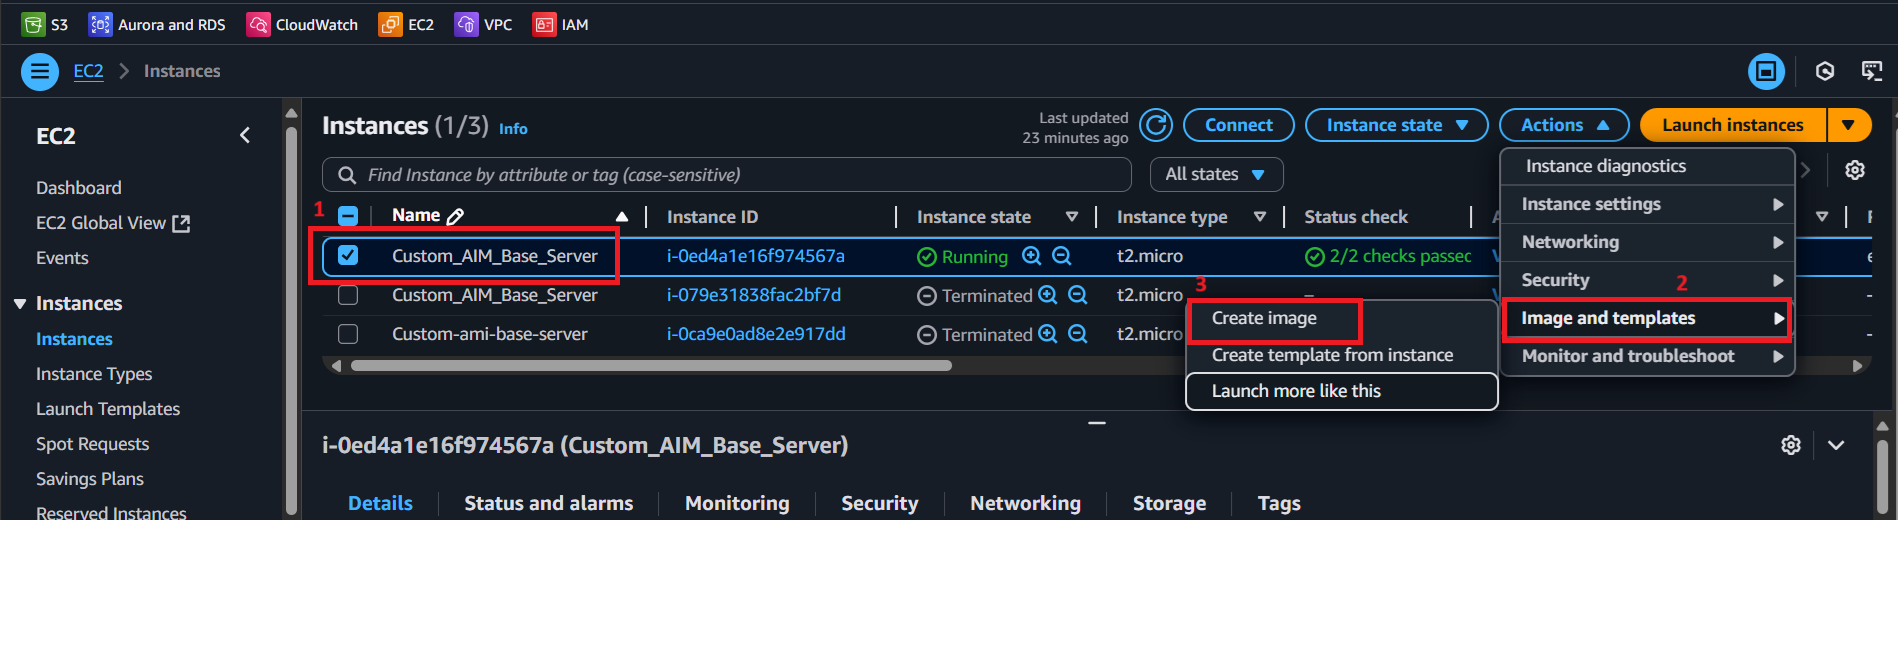 S3 Aurora and RDS CloudWatch EC2 VPC IAM
EC2 Instances
EC2
Dashboard
EC2 Global View
Events
Instances
Instances
Instance Types
Launch Templates
Spot Requests
Savings Plans
Reserved Instances
Instances (1/3) Info
Last updated
23 minutes ago
Connect Instance state Actions Launch instances
Find Instance by attribute or tag (case-sensitive)
All states
1
Name Instance ID Instance state Instance type Status check
Custom_AIM_Base_Server i-0ed4a1e16f974567a Running t2.micro 2/2 checks passec
Custom_AIM_Base_Server i-079e31838fac2bf7d Terminated t2.micro –
Custom-ami-base-server i-0ca9e0ad8e2e917dd Terminated t2.micro
Instance diagnostics
Instance settings
Networking
Security
2
Image and templates
Monitor and troubleshoot
3
Create image
Create template from instance
Launch more like this
i-0ed4a1e16f974567a (Custom_AIM_Base_Server)
Details Status and alarms Monitoring Security Networking Storage Tags